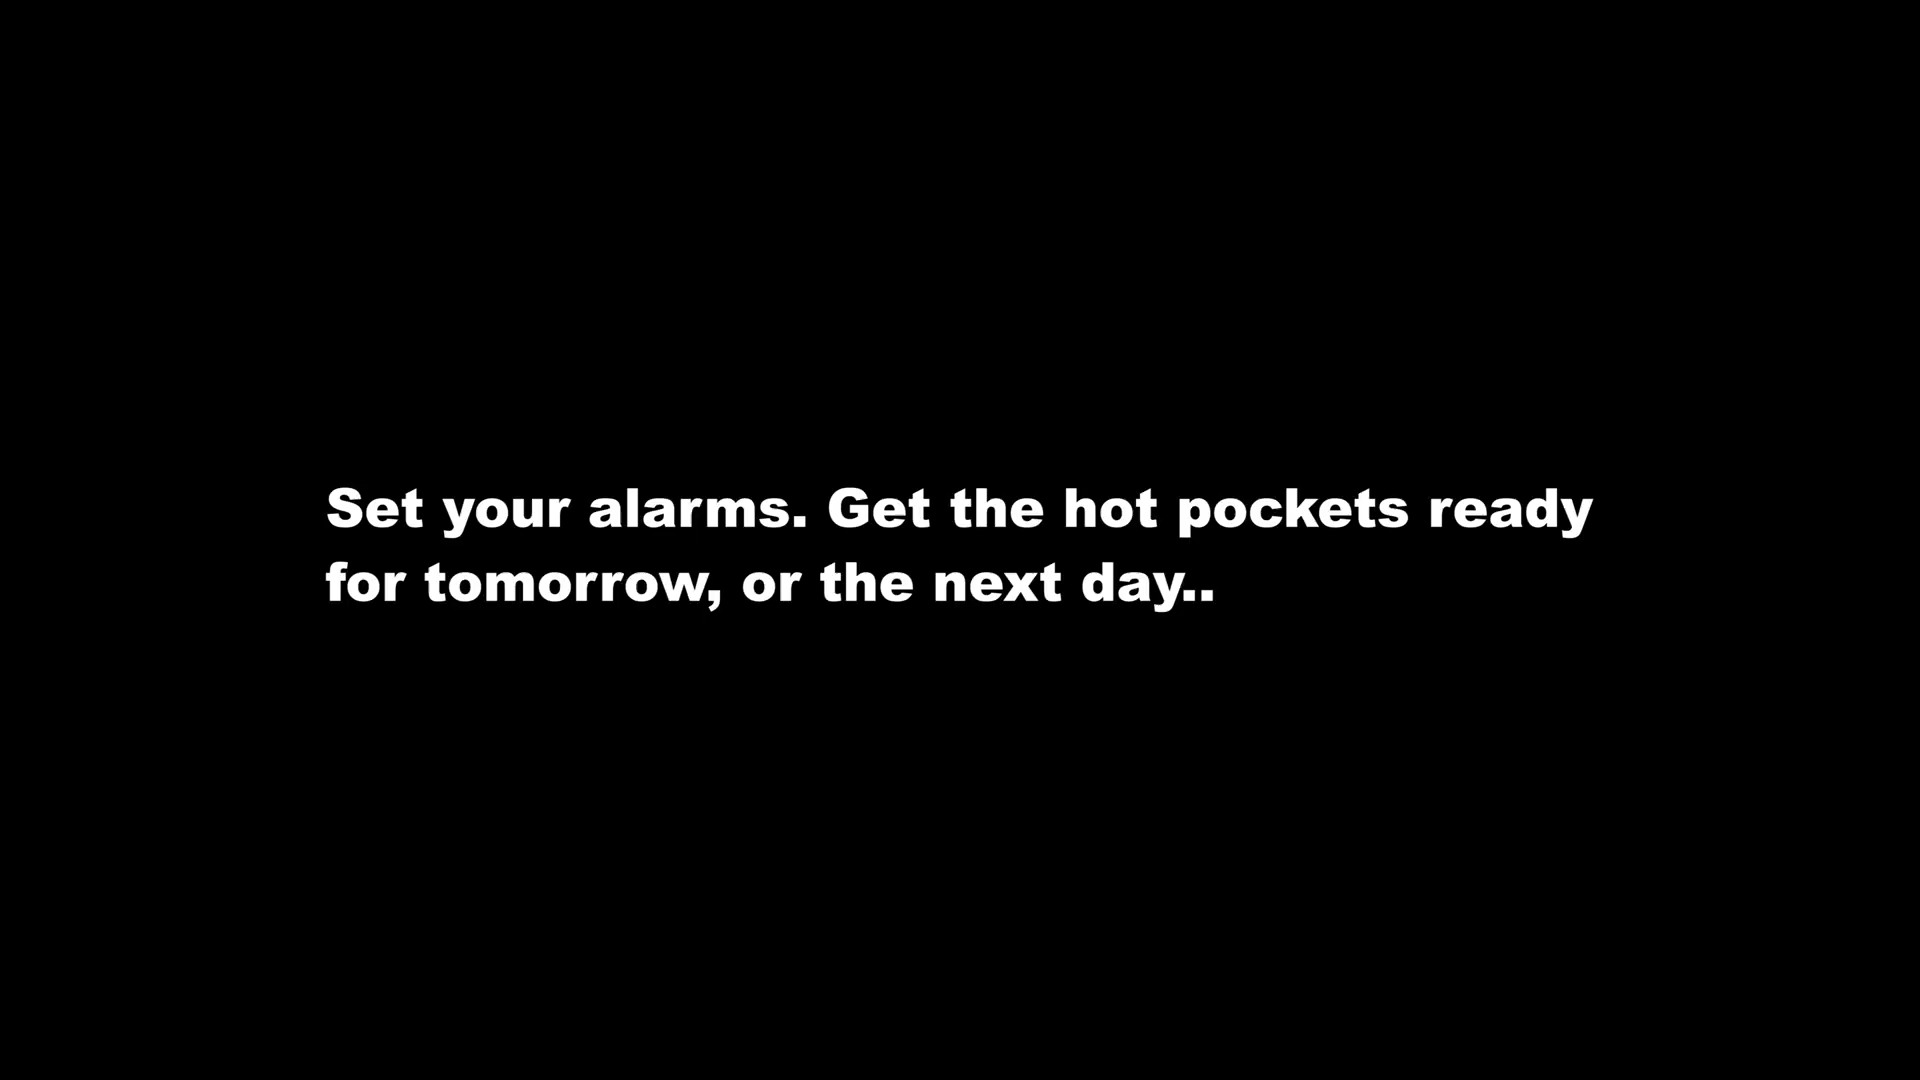 Set your alarms. Get the hot pockets ready
for tomorrow, or the next day..